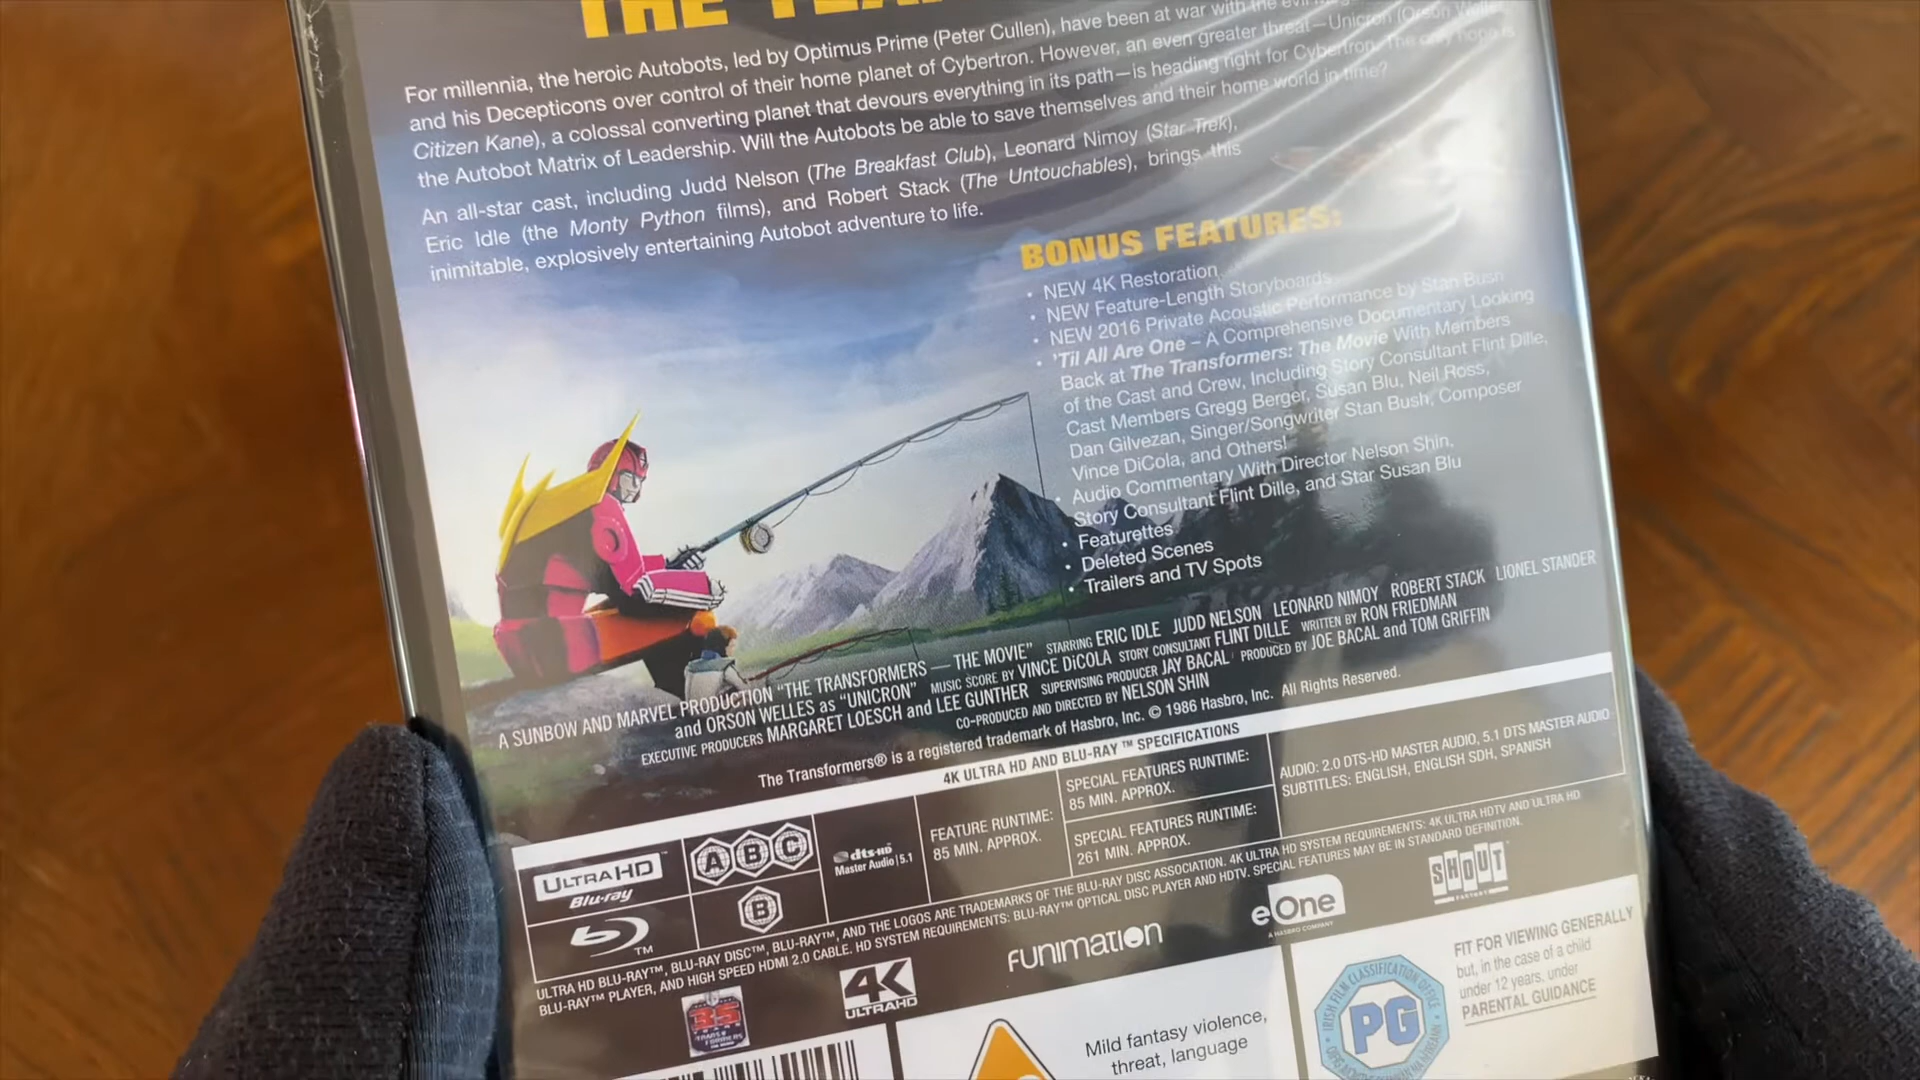 THE
For millennia, the heroic Autobots, led by Optimus Prime (Peter Cullen), have been at war with the evil
and his Decepticons over control of their home planet of Cybertron. However, an even greater threat—Unicron (Orson Welles,
Citizen Kane), a colossal converting planet that devours everything in its path—is heading right for Cybertron. The only hope is
the Autobot Matrix of Leadership. Will the Autobots be able to save themselves and their home world in time?
An all-star cast, including Judd Nelson (The Breakfast Club), Leonard Nimoy (Star Trek),
Eric Idle (the Monty Python films), and Robert Stack (The Untouchables), brings this
inimitable, explosively entertaining Autobot adventure to life.
BONUS FEATURES:
• NEW 4K Restoration
• NEW Feature-Length Storyboards
• NEW 2016 Private Acoustic Performance by Stan Bush
• 'Til All Are One – A Comprehensive Documentary Looking
Back at The Transformers: The Movie With Members
of the Cast and Crew, Including Story Consultant Flint Dille,
Cast Members Gregg Berger, Susan Blu, Neil Ross,
Dan Gilvezan, Singer/Songwriter Stan Bush, Composer
Vince DiCola, and Others!
• Audio Commentary With Director Nelson Shin,
Story Consultant Flint Dille, and Star Susan Blu
• Featurettes
• Deleted Scenes
• Trailers and TV Spots
A SUNBOW AND MARVEL PRODUCTION "THE TRANSFORMERS — THE MOVIE" STARRING ERIC IDLE JUDD NELSON LEONARD NIMOY ROBERT STACK LIONEL STANDER
and ORSON WELLES as "UNICRON" MUSIC SCORE BY VINCE DiCOLA STORY CONSULTANT FLINT DILLE WRITTEN BY RON FRIEDMAN
EXECUTIVE PRODUCERS MARGARET LOESCH and LEE GUNTHER SUPERVISING PRODUCER JAY BACAL PRODUCED BY JOE BACAL and TOM GRIFFIN
CO-PRODUCED AND DIRECTED BY NELSON SHIN
The Transformers® is a registered trademark of Hasbro, Inc. © 1986 Hasbro, Inc. All Rights Reserved.
4K ULTRA HD AND BLU-RAY ™ SPECIFICATIONS
ULTRA HD
Blu-ray
™
A B C
B
dts-HD
Master Audio | 5.1
FEATURE RUNTIME:
85 MIN. APPROX.
SPECIAL FEATURES RUNTIME:
85 MIN. APPROX.
SPECIAL FEATURES RUNTIME:
261 MIN. APPROX.
AUDIO: 2.0 DTS-HD MASTER AUDIO, 5.1 DTS MASTER AUDIO
SUBTITLES: ENGLISH, ENGLISH SDH, SPANISH
ULTRA HD BLU-RAY™, BLU-RAY DISC™, BLU-RAY™, AND THE LOGOS ARE TRADEMARKS OF THE BLU-RAY DISC ASSOCIATION. 4K ULTRA HD SYSTEM REQUIREMENTS: 4K ULTRA HDTV AND ULTRA HD
BLU-RAY™ PLAYER, AND HIGH SPEED HDMI 2.0 CABLE. HD SYSTEM REQUIREMENTS: BLU-RAY™ OPTICAL DISC PLAYER AND HDTV. SPECIAL FEATURES MAY BE IN STANDARD DEFINITION.
35
YEARS
TRANSFORMERS
4K
ULTRA HD
FUNIMATION
eOne
A HASBRO COMPANY
SHOUT
FACTORY
Mild fantasy violence,
threat, language
IRISH FILM CLASSIFICATION OFFICE
PG
FIT FOR VIEWING GENERALLY
but, in the case of a child
under 12 years, under
PARENTAL GUIDANCE